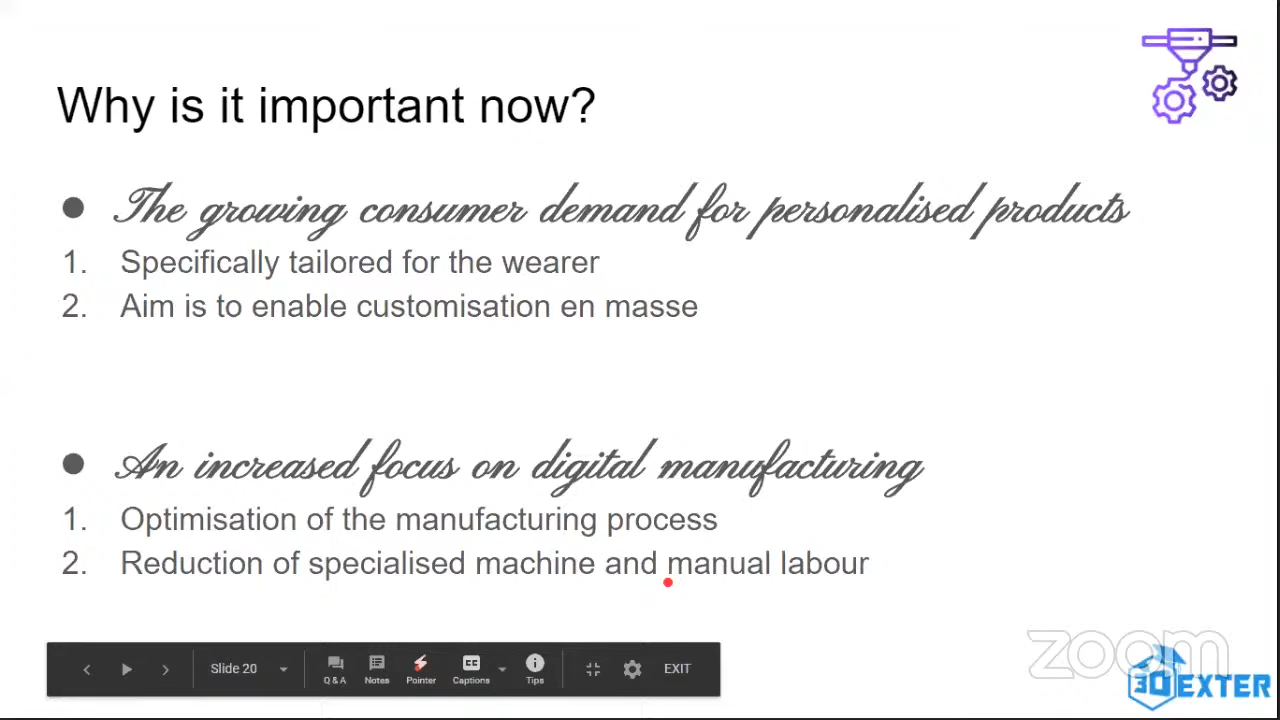 Why is it important now?
● The growing consumer demand for personalised products
1. Specifically tailored for the wearer
2. Aim is to enable customisation en masse
● An increased focus on digital manufacturing
1. Optimisation of the manufacturing process
2. Reduction of specialised machine and manual labour
Slide 20
Q & A
Notes
Pointer
CC
Captions
Tips
EXIT
zoom
3DEXTER